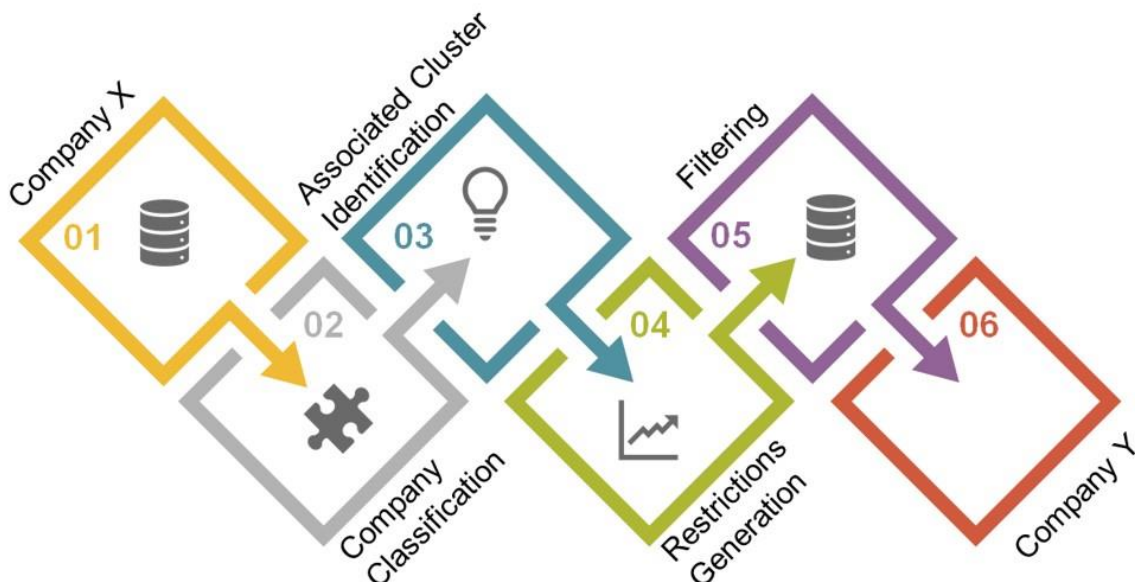 Company X
01
02
Company
Classification
Associated Cluster
Identification
03
04
Restrictions
Generation
Filtering
05
06
Company Y